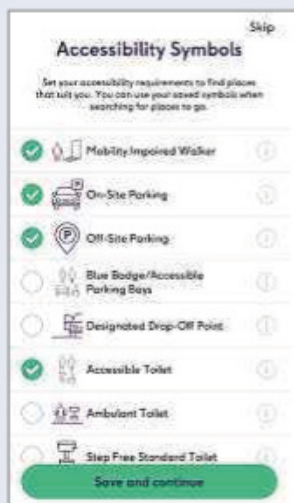 Skip
Accessibility Symbols
Set your accessibility requirements to find places
that suit you. You can use your saved symbols when
searching for places to go.
Mobility Impaired Walker
On-Site Parking
P
Off-Site Parking
Blue Badge/Accessible
Parking Bays
Designated Drop-Off Point
Accessible Toilet
Ambulant Toilet
Step Free Standard Toilet
Save and continue